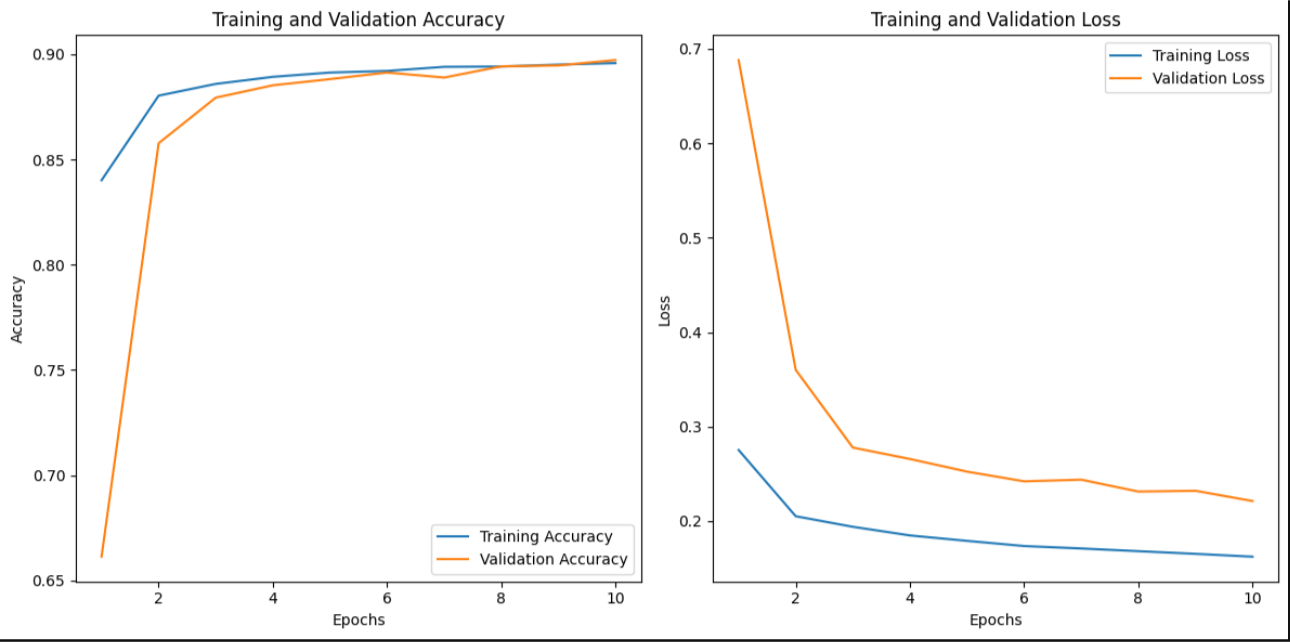 Training and Validation Accuracy
0.90
0.85
0.80
0.75
0.70
0.65
Accuracy
2 4 6 8 10
Epochs
Training Accuracy
Validation Accuracy
Training and Validation Loss
0.7
0.6
0.5
0.4
0.3
0.2
Loss
2 4 6 8 10
Epochs
Training Loss
Validation Loss